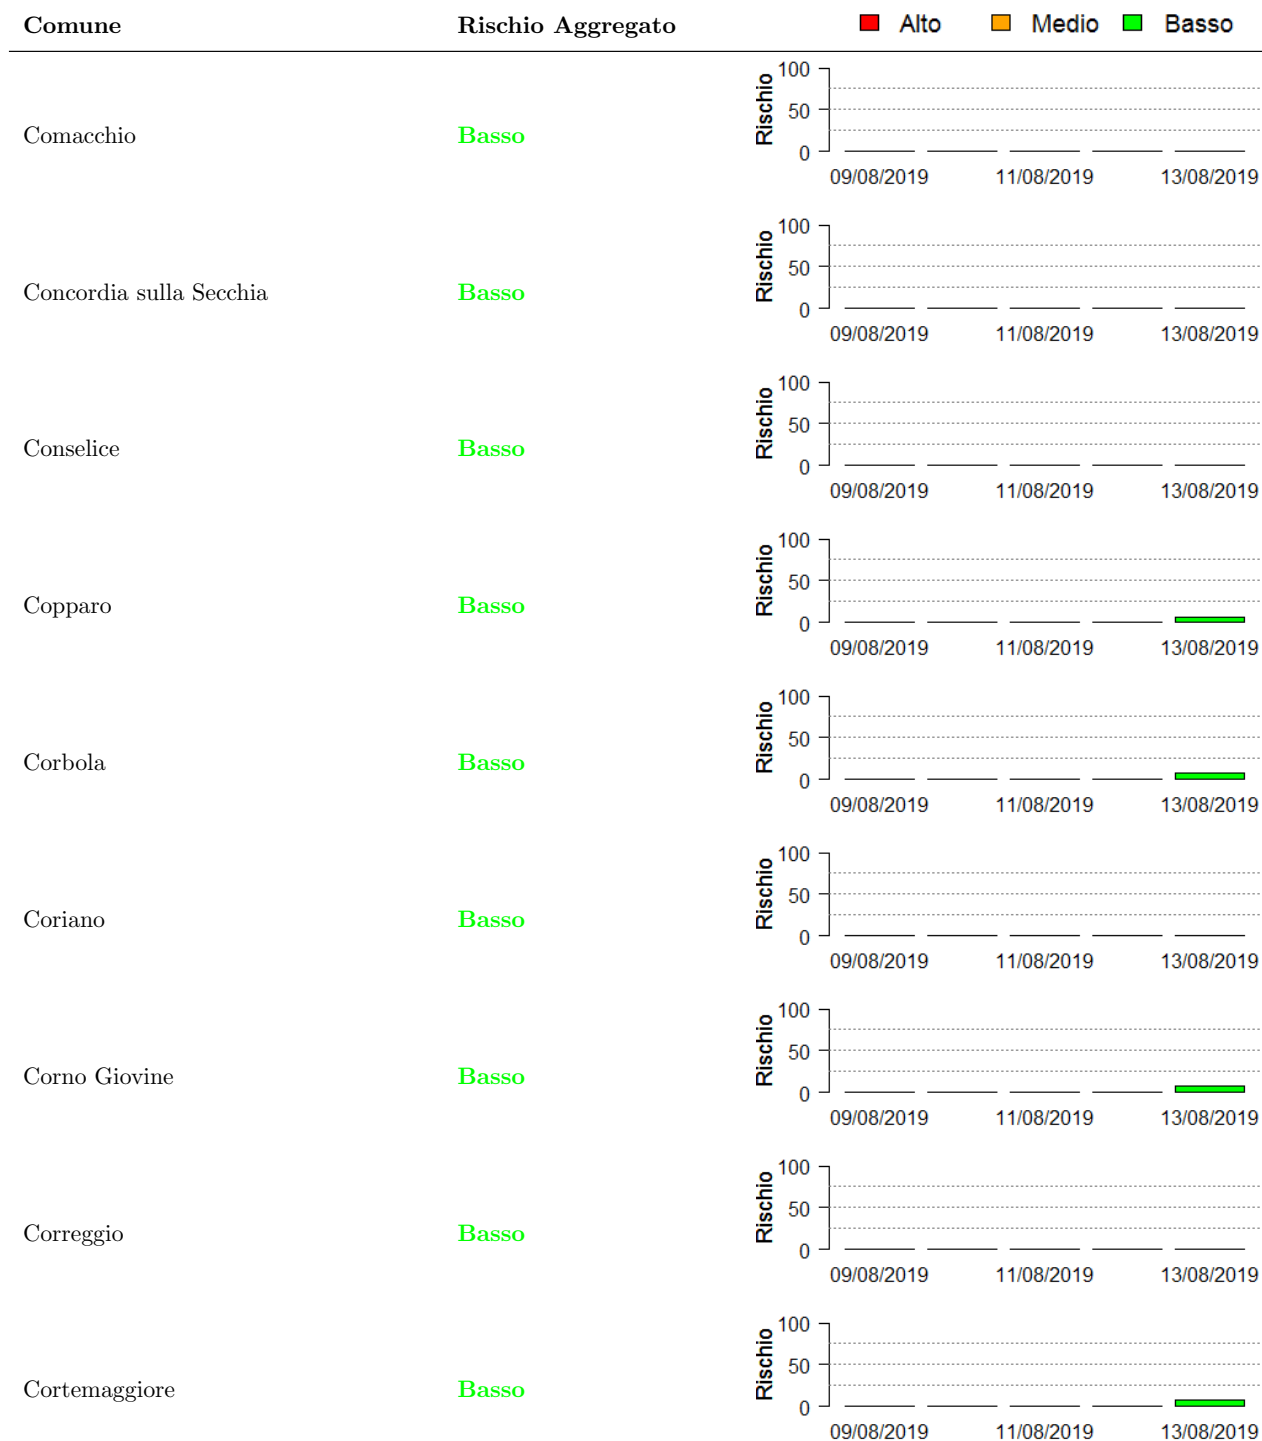 Comune Rischio Aggregato Alto Medio Basso
100
50
0
Rischio
Comacchio Basso
09/08/2019 11/08/2019 13/08/2019
100
50
0
Rischio
Concordia sulla Secchia Basso
09/08/2019 11/08/2019 13/08/2019
100
50
0
Rischio
Conselice Basso
09/08/2019 11/08/2019 13/08/2019
100
50
0
Rischio
Copparo Basso
09/08/2019 11/08/2019 13/08/2019
100
50
0
Rischio
Corbola Basso
09/08/2019 11/08/2019 13/08/2019
100
50
0
Rischio
Coriano Basso
09/08/2019 11/08/2019 13/08/2019
100
50
0
Rischio
Corno Giovine Basso
09/08/2019 11/08/2019 13/08/2019
100
50
0
Rischio
Correggio Basso
09/08/2019 11/08/2019 13/08/2019
100
50
0
Rischio
Cortemaggiore Basso
09/08/2019 11/08/2019 13/08/2019